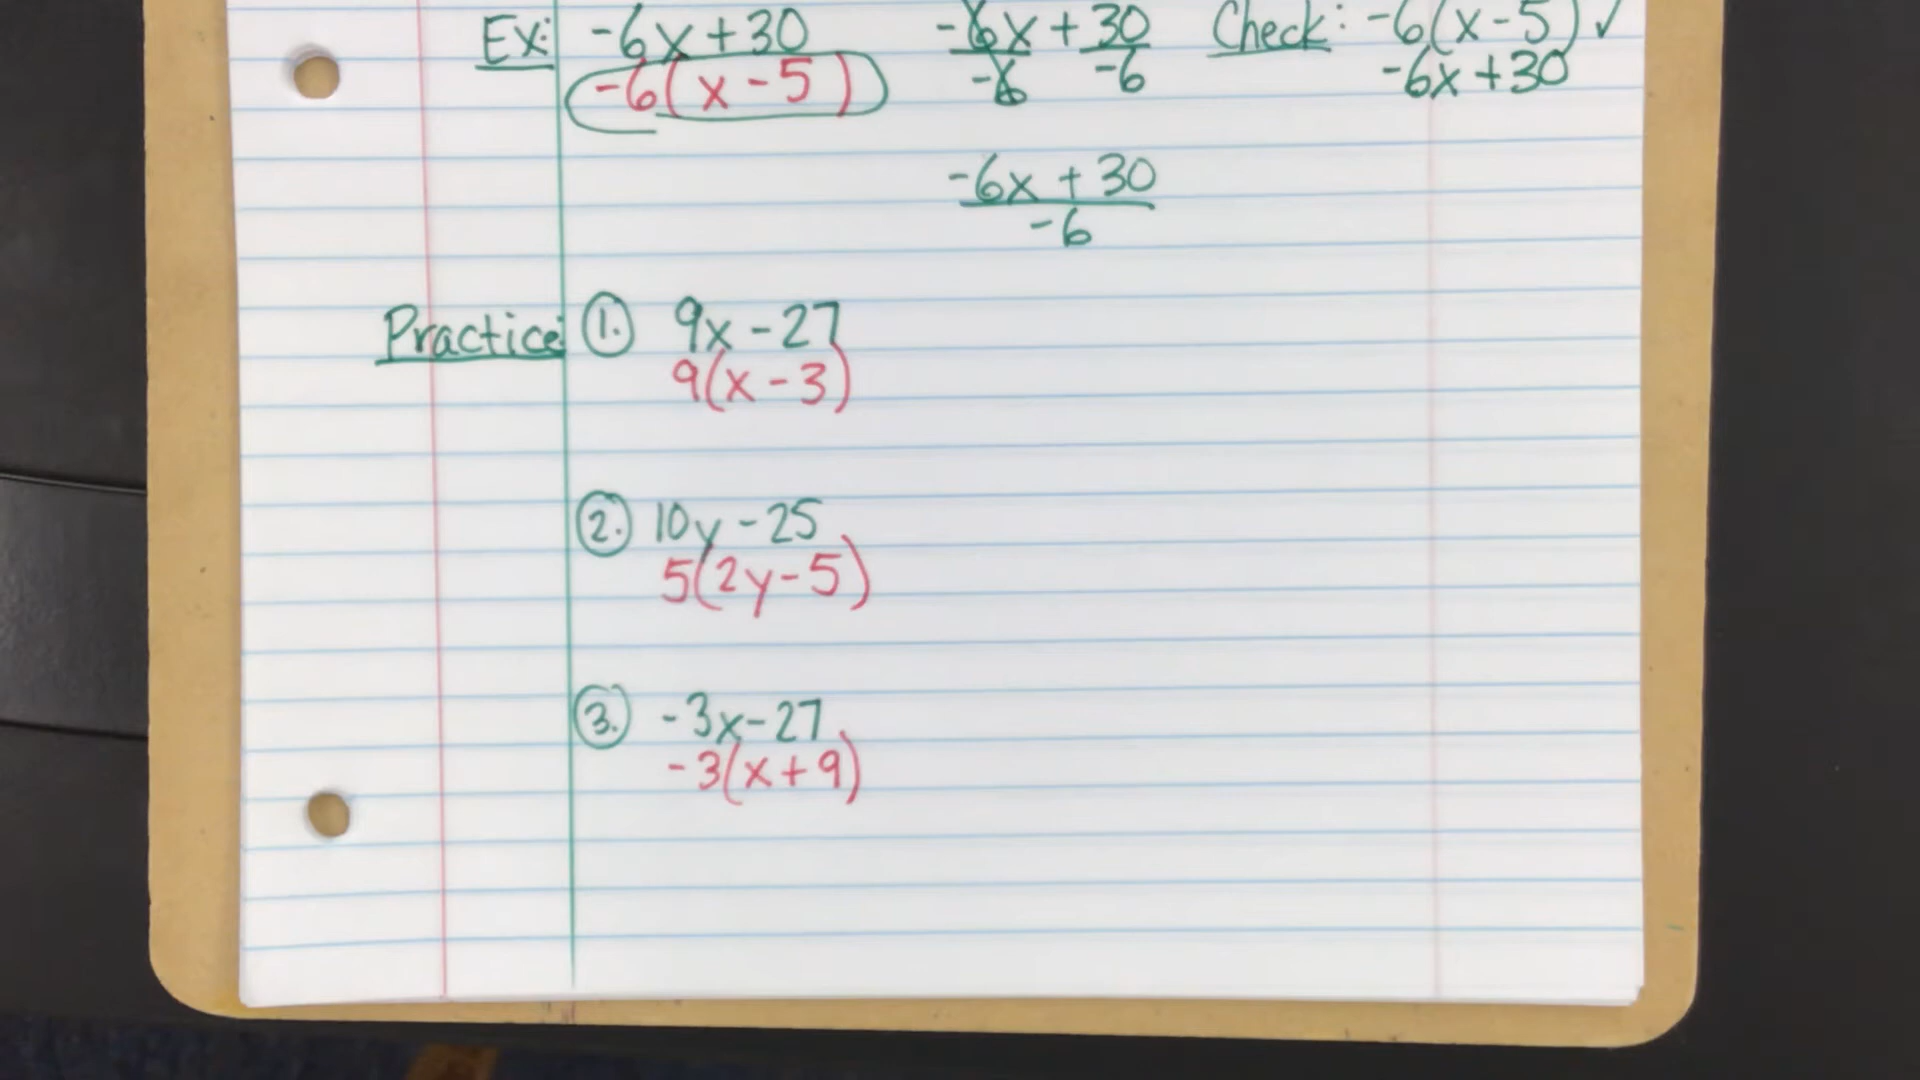 Ex: -6x+30
-6(x-5)
-6x + 30
-6 -6
Check: -6(x-5) ✓
-6x+30
-6x + 30
-6
Practice: 1. 9x-27
9(x-3)
2. 10y-25
5(2y-5)
3. -3x-27
-3(x+9)